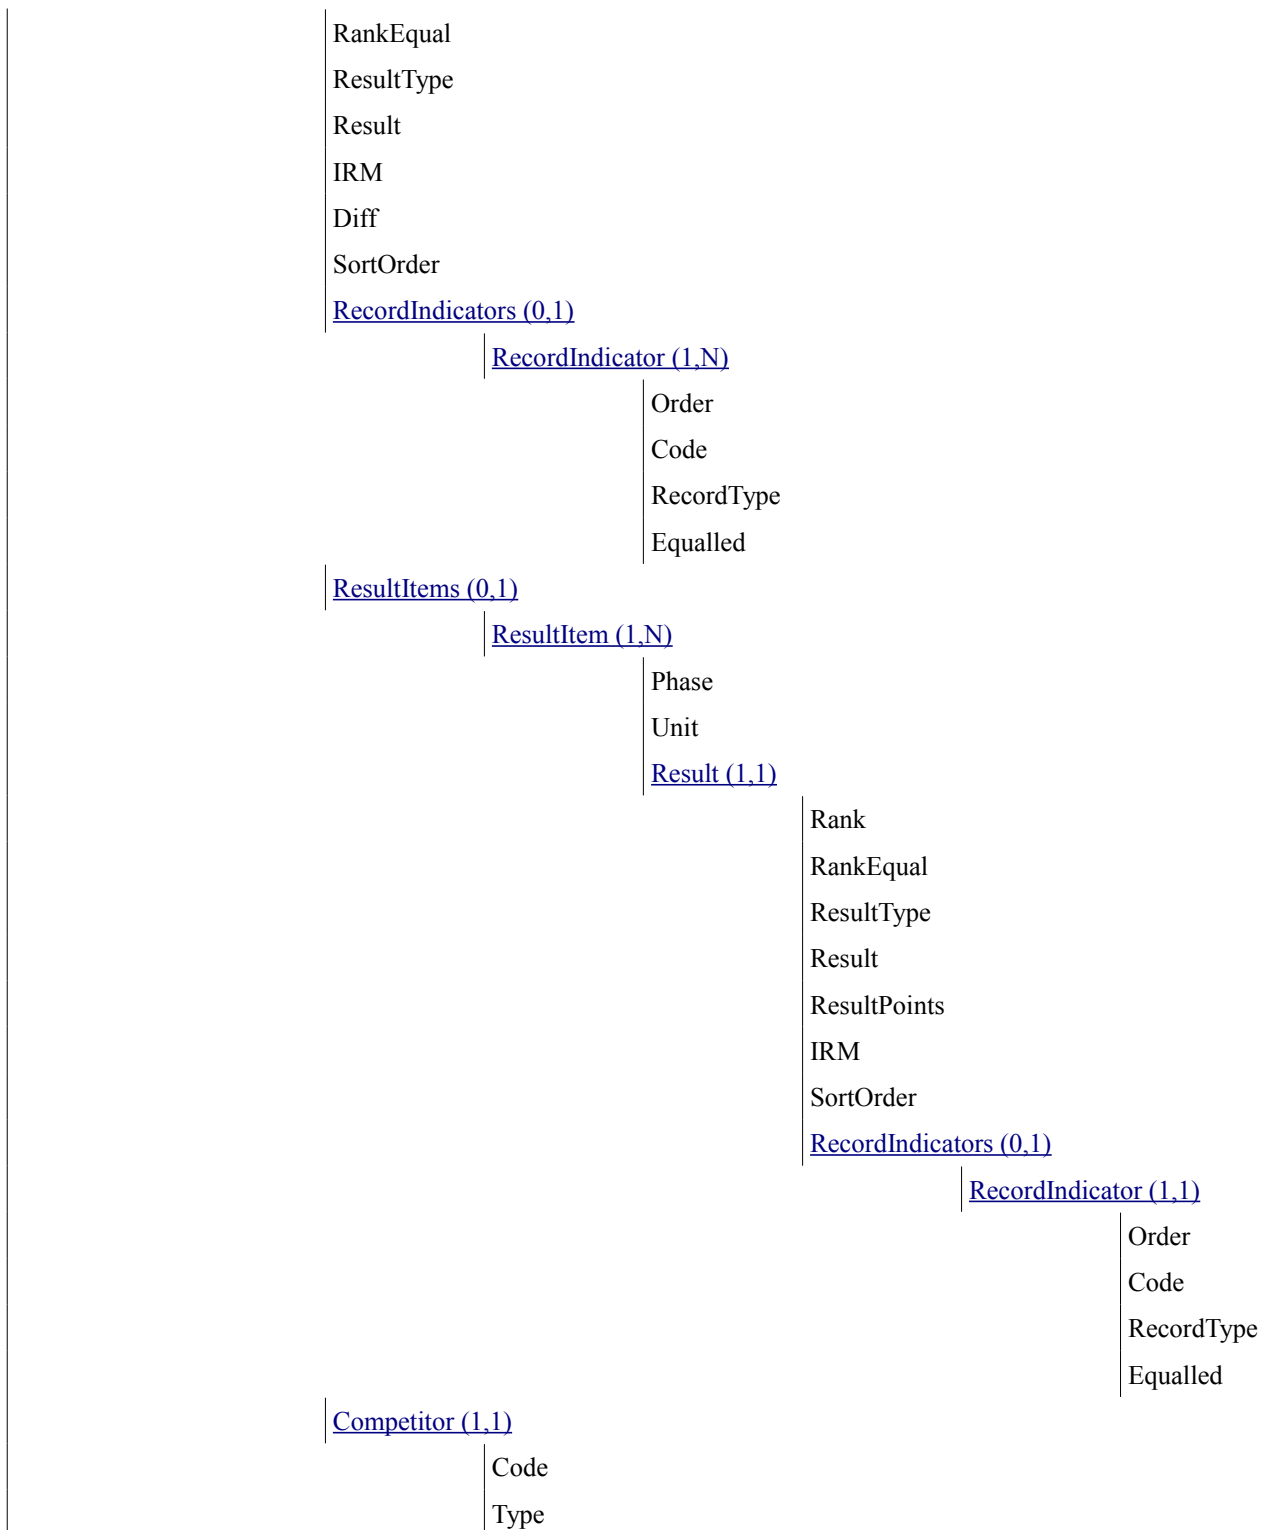 RankEqual
ResultType
Result
IRM
Diff
SortOrder
RecordIndicators (0,1)
RecordIndicator (1,N)
Order
Code
RecordType
Equalled
ResultItems (0,1)
ResultItem (1,N)
Phase
Unit
Result (1,1)
Rank
RankEqual
ResultType
Result
ResultPoints
IRM
SortOrder
RecordIndicators (0,1)
RecordIndicator (1,1)
Order
Code
RecordType
Equalled
Competitor (1,1)
Code
Type